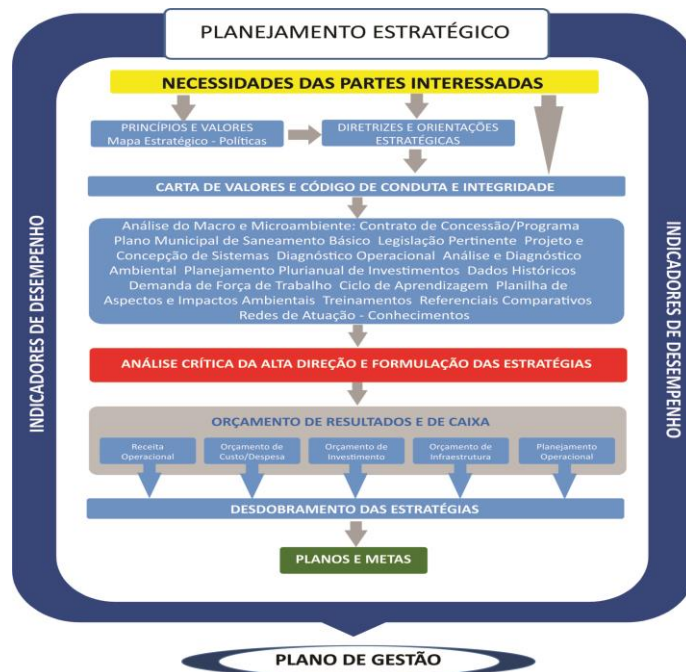 PLANEJAMENTO ESTRATÉGICO
NECESSIDADES DAS PARTES INTERESSADAS
PRINCÍPIOS E VALORES
Mapa Estratégico - Políticas
DIRETRIZES E ORIENTAÇÕES
ESTRATÉGICAS
CARTA DE VALORES E CÓDIGO DE CONDUTA E INTEGRIDADE
Análise do Macro e Microambiente: Contrato de Concessão/Programa
Plano Municipal de Saneamento Básico Legislação Pertinente Projeto e
Concepção de Sistemas Diagnóstico Operacional Análise e Diagnóstico
Ambiental Planejamento Plurianual de Investimentos Dados Históricos
Demanda de Força de Trabalho Ciclo de Aprendizagem Planilha de
Aspectos e Impactos Ambientais Treinamentos Referenciais Comparativos
Redes de Atuação - Conhecimentos
ANÁLISE CRÍTICA DA ALTA DIREÇÃO E FORMULAÇÃO DAS ESTRATÉGIAS
ORÇAMENTO DE RESULTADOS E DE CAIXA
Receita
Operacional
Orçamento de
Custo/Despesa
Orçamento de
Investimento
Orçamento de
Infraestrutura
Planejamento
Operacional
DESDOBRAMENTO DAS ESTRATÉGIAS
PLANOS E METAS
INDICADORES DE DESEMPENHO
INDICADORES DE DESEMPENHO
PLANO DE GESTÃO